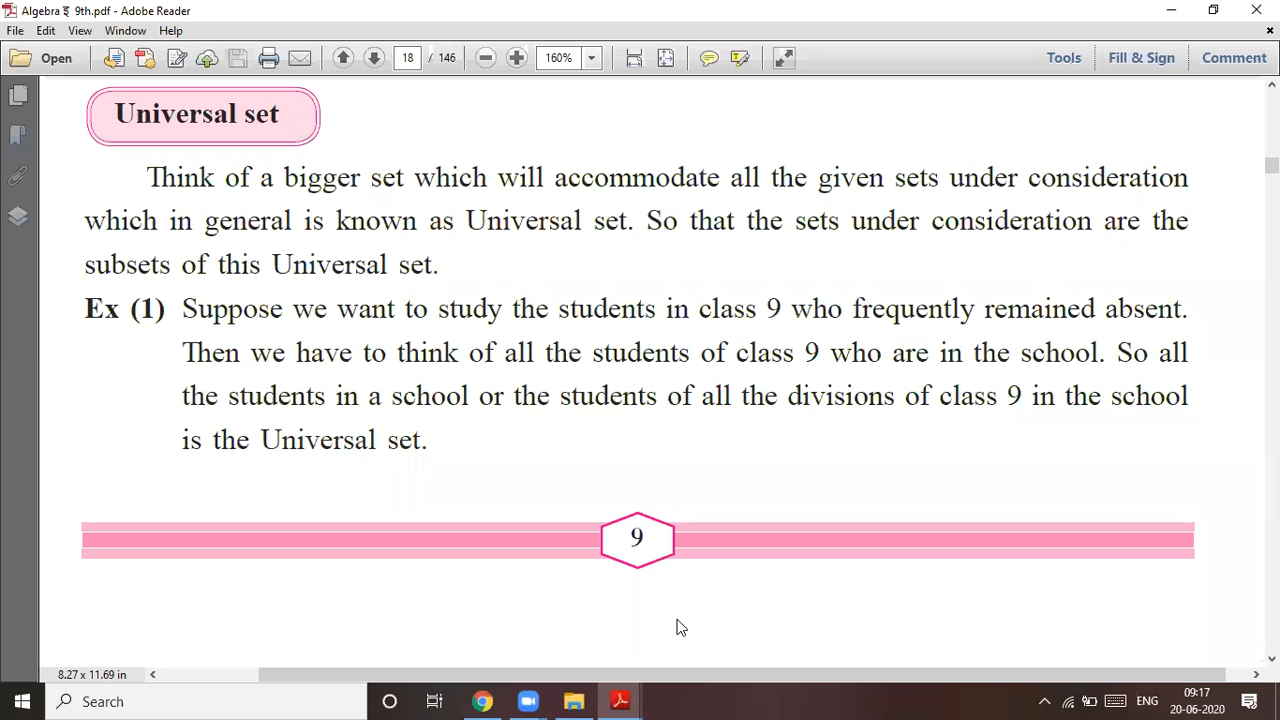 Algebra इ 9th.pdf - Adobe Reader
File Edit View Window Help
Open 18 / 146 160% Tools Fill & Sign Comment
Universal set
Think of a bigger set which will accommodate all the given sets under consideration
which in general is known as Universal set. So that the sets under consideration are the
subsets of this Universal set.
Ex (1) Suppose we want to study the students in class 9 who frequently remained absent.
Then we have to think of all the students of class 9 who are in the school. So all
the students in a school or the students of all the divisions of class 9 in the school
is the Universal set.
9
8.27 x 11.69 in
Search ENG 09:17
20-06-2020